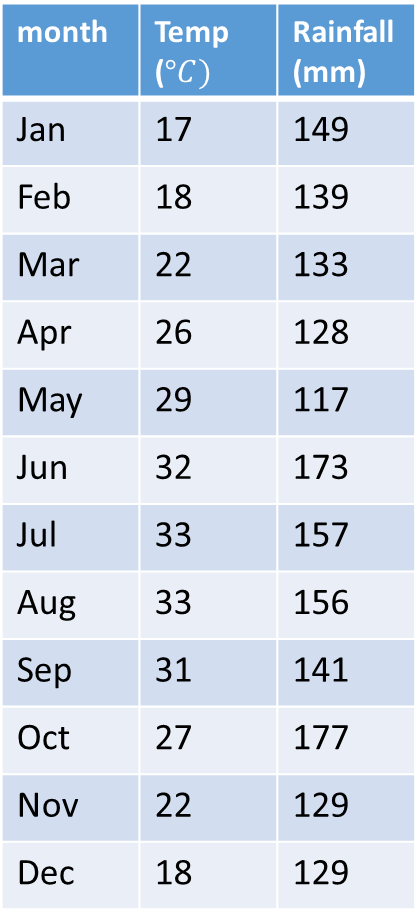 month Temp Rainfall
(°C) (mm)
Jan 17 149
Feb 18 139
Mar 22 133
Apr 26 128
May 29 117
Jun 32 173
Jul 33 157
Aug 33 156
Sep 31 141
Oct 27 177
Nov 22 129
Dec 18 129